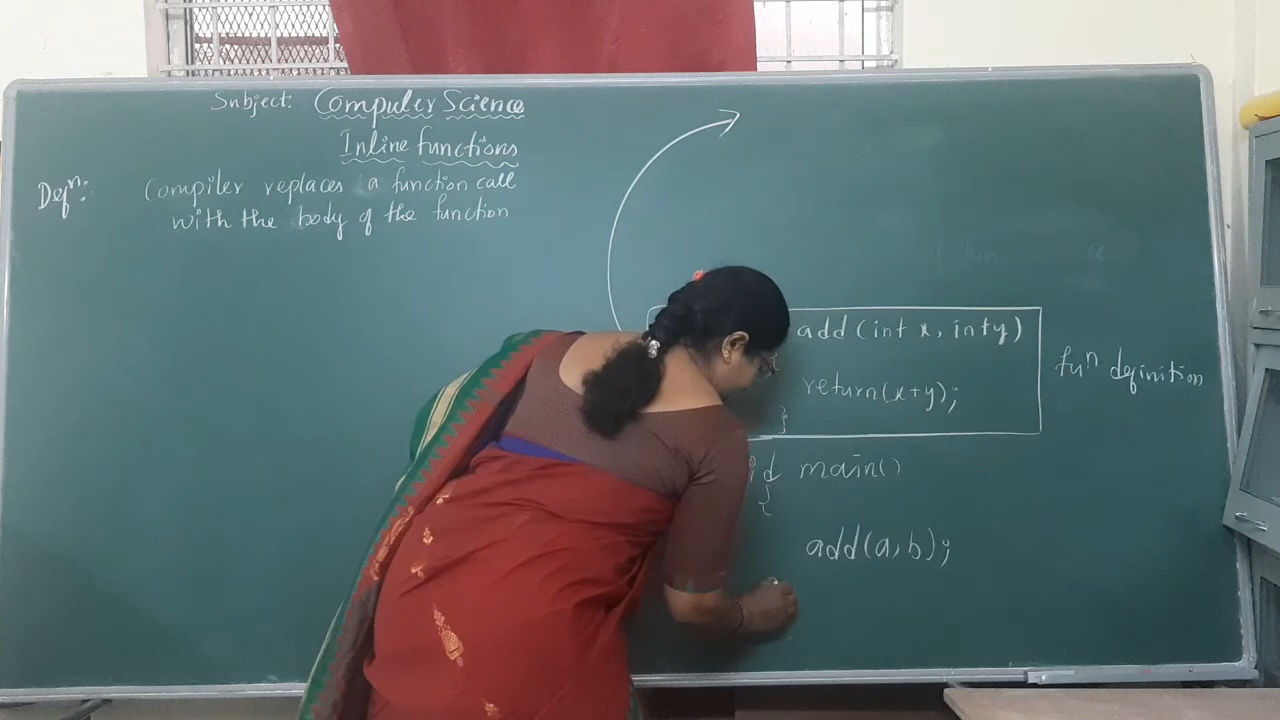 Subject: Computer Science
Inline functions
Defn: Compiler replaces a function call
with the body of the function
add(int x, int y)
{
return(x+y);
}
fun definition
main()
{
add(a,b);